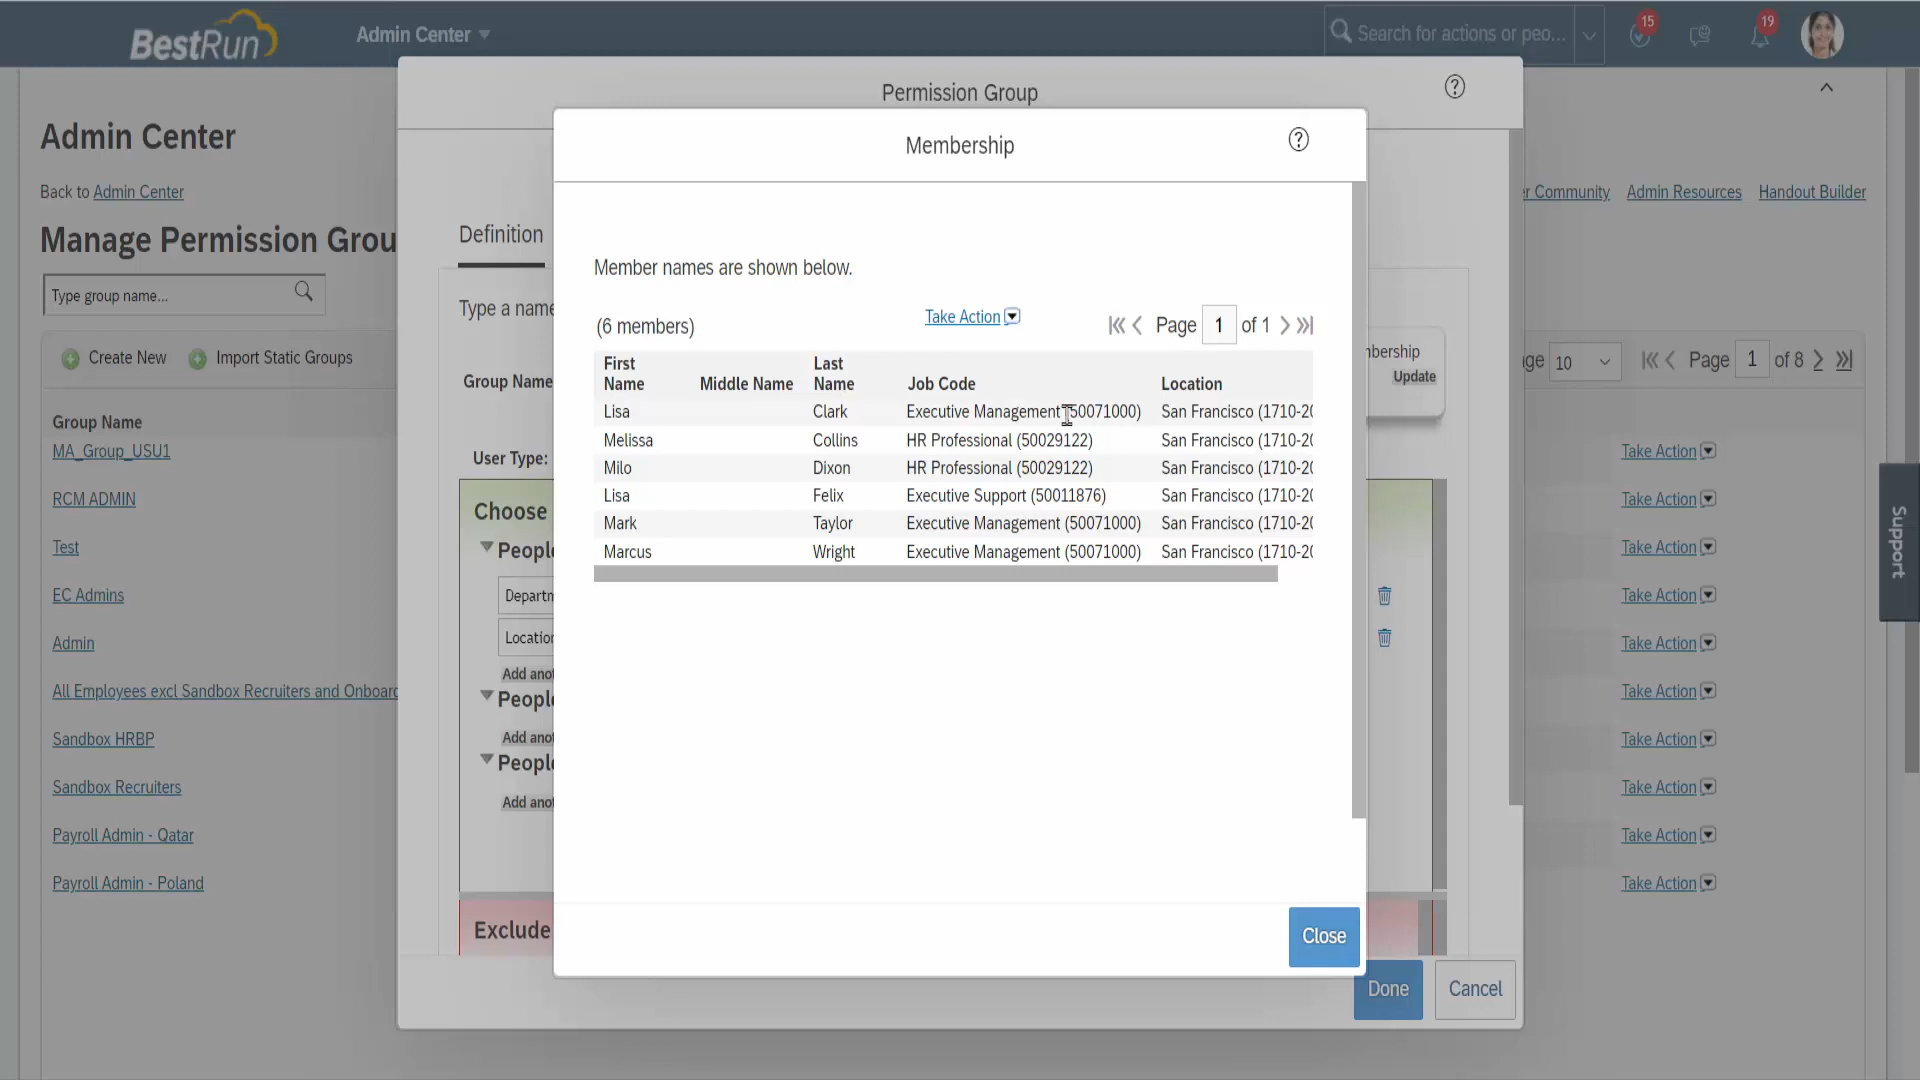 BestRun
Admin Center
Search for actions or peo...
15
19
Permission Group
Admin Center
Back to Admin Center
Community
Admin Resources
Handout Builder
Manage Permission Grou
Type group name...
Create New
Import Static Groups
Page 1 of 8
10
Group Name
MA_Group_USU1
Take Action
RCM ADMIN
Take Action
Test
Take Action
EC Admins
Take Action
Admin
Take Action
All Employees excl Sandbox Recruiters and Onboard
Take Action
Sandbox HRBP
Take Action
Sandbox Recruiters
Take Action
Payroll Admin - Qatar
Take Action
Payroll Admin - Poland
Take Action
Support
Definition
Type a name
Group Name
Update
User Type:
Choose
Peopl
Departn
Location
Add anot
Peopl
Add anot
Peopl
Add anot
Exclude
Done
Cancel
Membership
Member names are shown below.
(6 members)
Take Action
Page 1 of 1
First Name Middle Name Last Name Job Code Location
Lisa Clark Executive Management (50071000) San Francisco (1710-20
Melissa Collins HR Professional (50029122) San Francisco (1710-20
Milo Dixon HR Professional (50029122) San Francisco (1710-20
Lisa Felix Executive Support (50011876) San Francisco (1710-20
Mark Taylor Executive Management (50071000) San Francisco (1710-20
Marcus Wright Executive Management (50071000) San Francisco (1710-20
Close